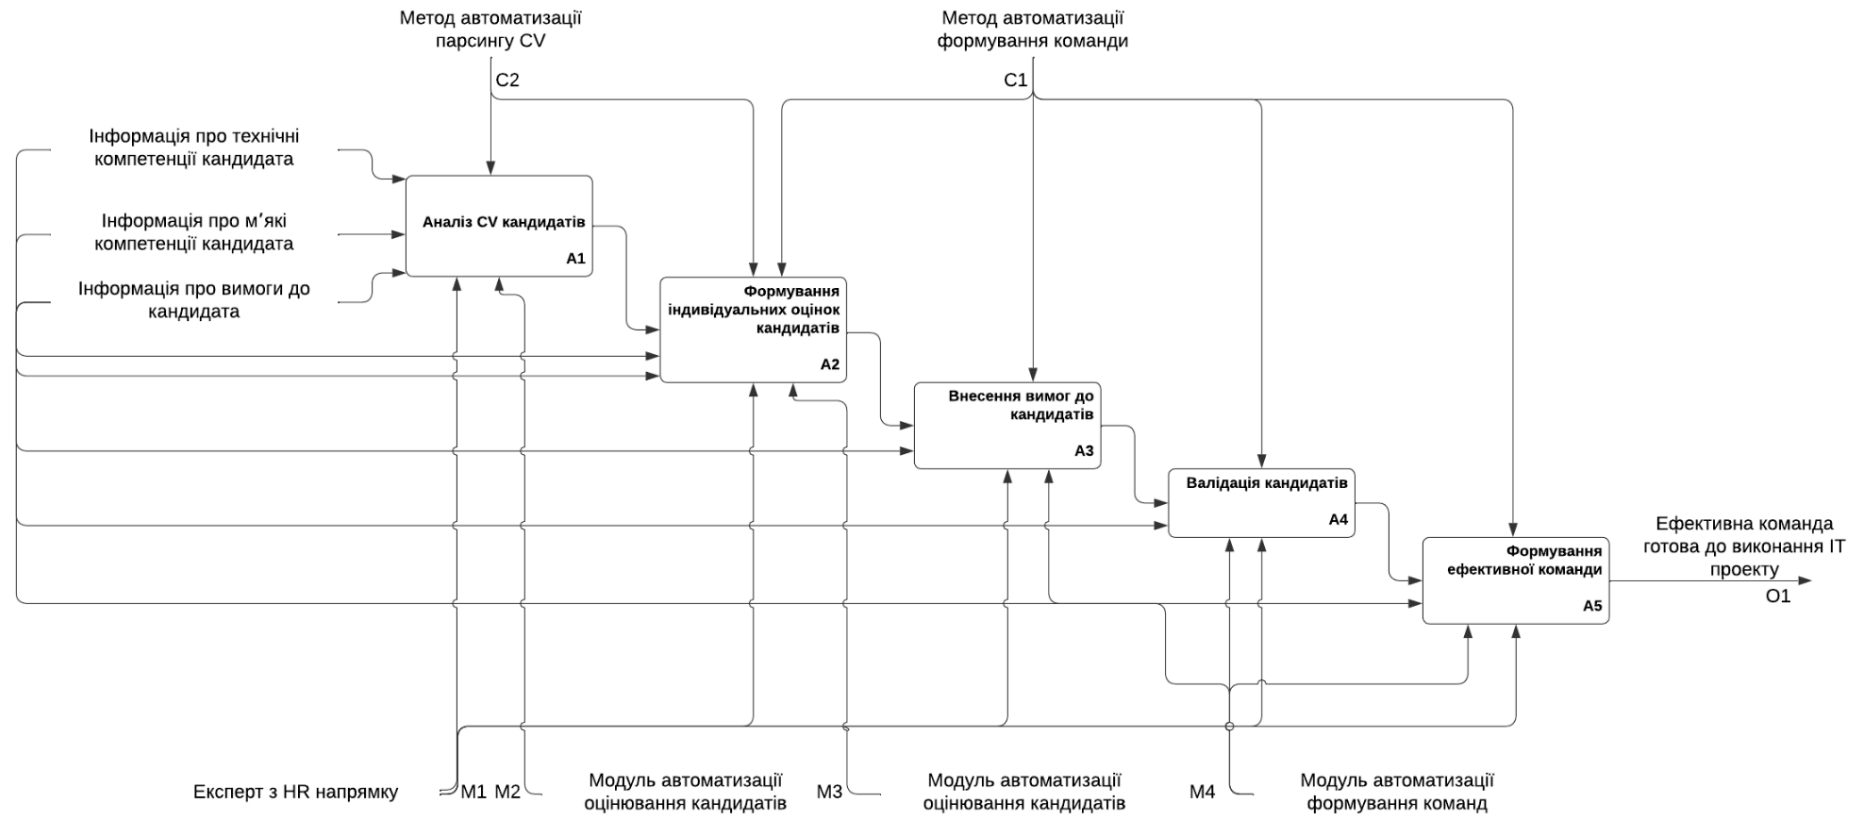 Метод автоматизації
парсингу CV
C2
Метод автоматизації
формування команди
C1
Інформація про технічні
компетенції кандидата
Інформація про мʼякі
компетенції кандидата
Інформація про вимоги до
кандидата
Аналіз CV кандидатів
A1
Формування
індивідуальних оцінок
кандидатів
A2
Внесення вимог до
кандидатів
A3
Валідація кандидатів
A4
Формування
ефективної команди
A5
Ефективна команда
готова до виконання IT
проекту
O1
Експерт з HR напрямку
M1
M2
Модуль автоматизації
оцінювання кандидатів
M3
Модуль автоматизації
оцінювання кандидатів
M4
Модуль автоматизації
формування команд